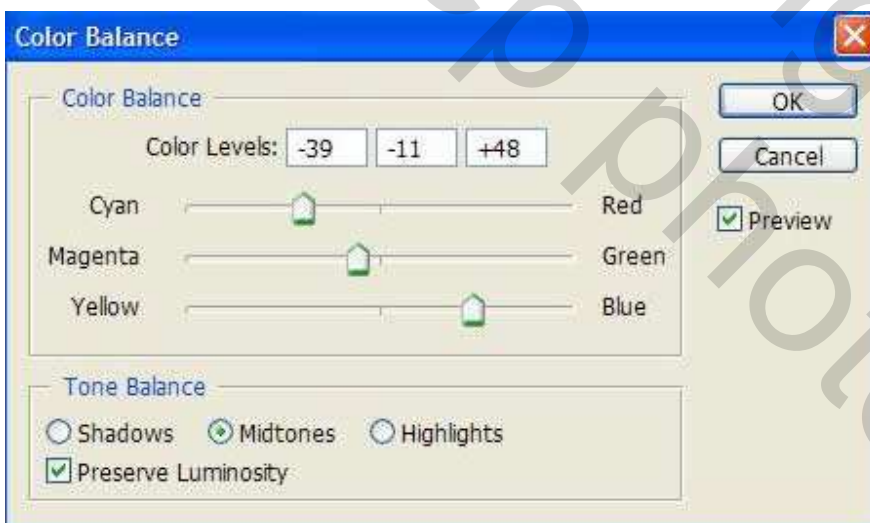 Color Balance
Color Balance
Color Levels: -39 -11 +48
Cyan Red
Magenta Green
Yellow Blue
OK
Cancel
Preview
Tone Balance
Shadows Midtones Highlights
Preserve Luminosity